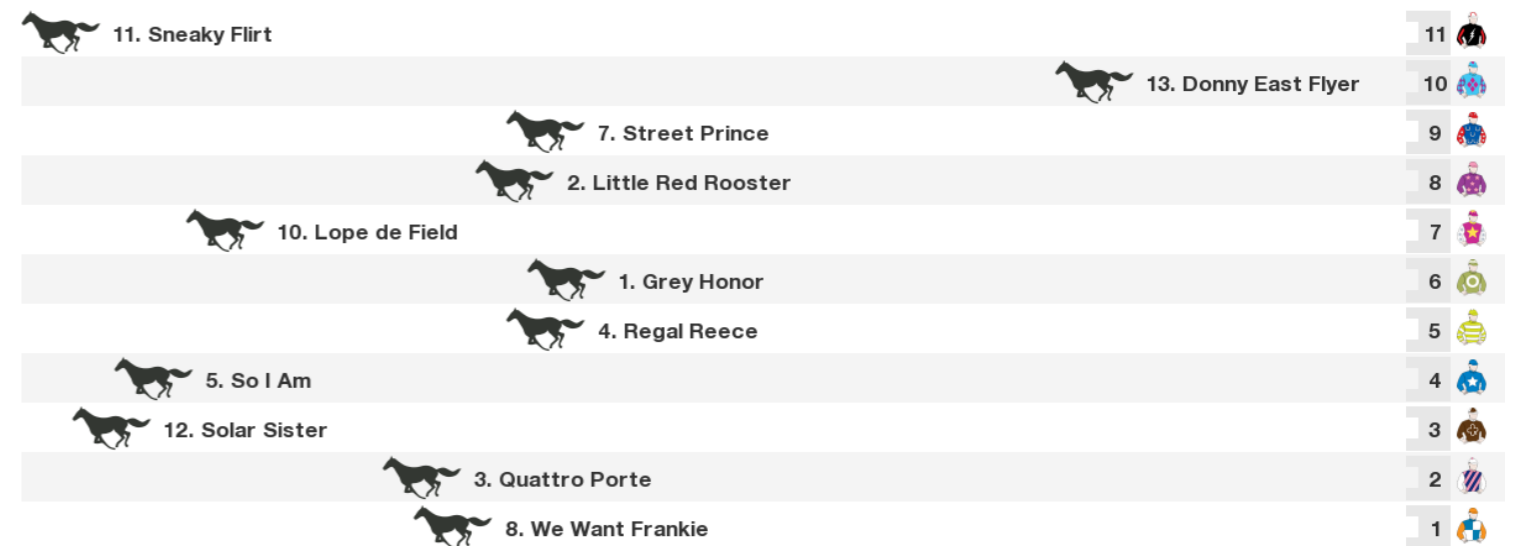 11. Sneaky Flirt 11
13. Donny East Flyer 10
7. Street Prince 9
2. Little Red Rooster 8
10. Lope de Field 7
1. Grey Honor 6
4. Regal Reece 5
5. So I Am 4
12. Solar Sister 3
3. Quattro Porte 2
8. We Want Frankie 1